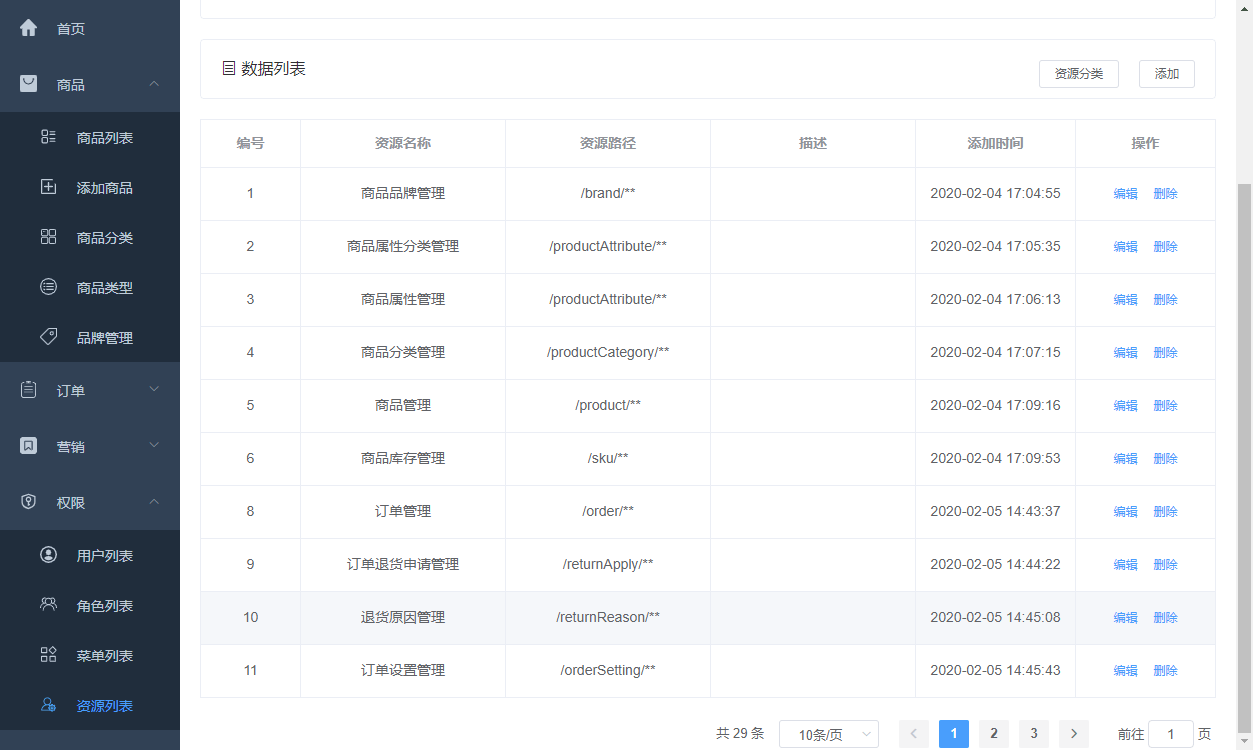 首页
商品
商品列表
添加商品
商品分类
商品类型
品牌管理
订单
营销
权限
用户列表
角色列表
菜单列表
资源列表
数据列表 资源分类 添加
编号 资源名称 资源路径 描述 添加时间 操作
1 商品品牌管理 /brand/** 2020-02-04 17:04:55 编辑 删除
2 商品属性分类管理 /productAttribute/** 2020-02-04 17:05:35 编辑 删除
3 商品属性管理 /productAttribute/** 2020-02-04 17:06:13 编辑 删除
4 商品分类管理 /productCategory/** 2020-02-04 17:07:15 编辑 删除
5 商品管理 /product/** 2020-02-04 17:09:16 编辑 删除
6 商品库存管理 /sku/** 2020-02-04 17:09:53 编辑 删除
8 订单管理 /order/** 2020-02-05 14:43:37 编辑 删除
9 订单退货申请管理 /returnApply/** 2020-02-05 14:44:22 编辑 删除
10 退货原因管理 /returnReason/** 2020-02-05 14:45:08 编辑 删除
11 订单设置管理 /orderSetting/** 2020-02-05 14:45:43 编辑 删除
共 29 条 10条/页 1 2 3 前往 1 页